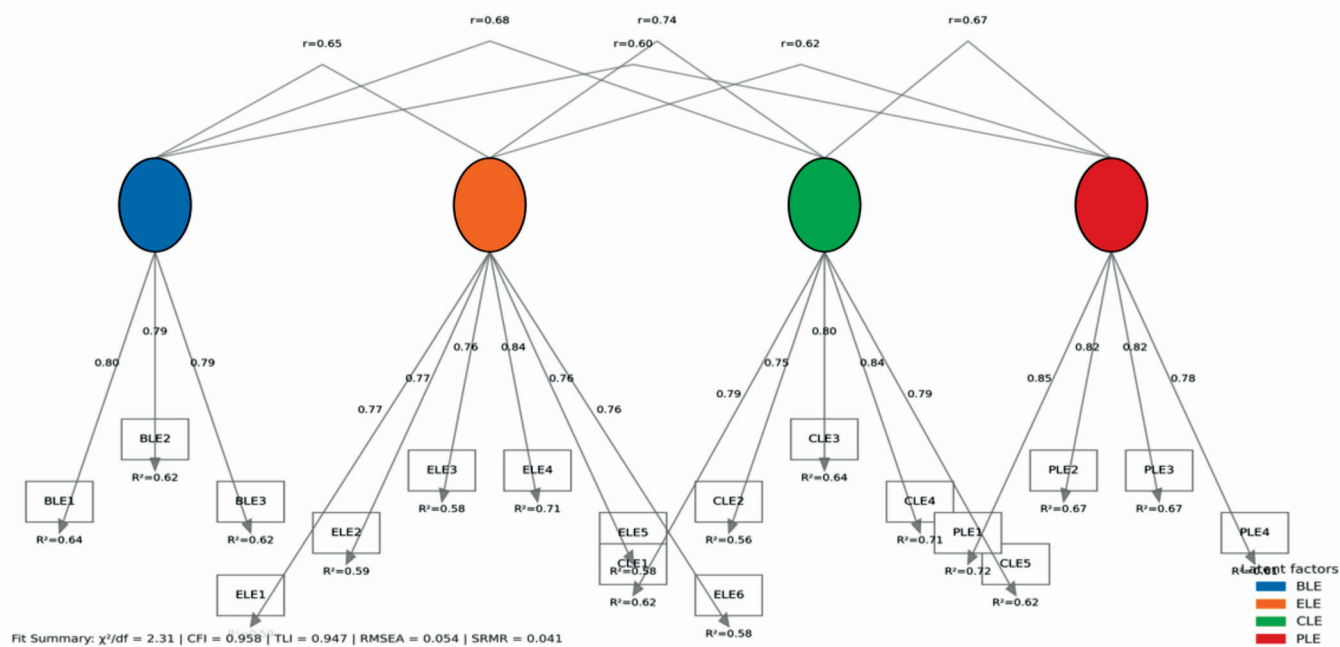 r=0.68
r=0.74
r=0.67
r=0.65
r=0.60
r=0.62
0.79
0.80
0.76
0.84
0.82
0.82
0.80
0.79
0.77
0.76
0.75
0.84
0.85
0.78
0.77
0.76
0.79
0.79
BLE2
R²=0.62
CLE3
R²=0.64
ELE3
R²=0.58
ELE4
R²=0.71
PLE2
R²=0.67
PLE3
R²=0.67
BLE1
R²=0.64
BLE3
R²=0.62
CLE2
R²=0.56
CLE4
R²=0.71
ELE2
R²=0.59
ELE5
R²=0.58
PLE1
R²=0.72
PLE4
CLE1
R²=0.62
CLE5
R²=0.62
ELE1
ELE6
R²=0.58
Latent factors
BLE
ELE
CLE
PLE
Fit Summary: χ²/df = 2.31 | CFI = 0.958 | TLI = 0.947 | RMSEA = 0.054 | SRMR = 0.041